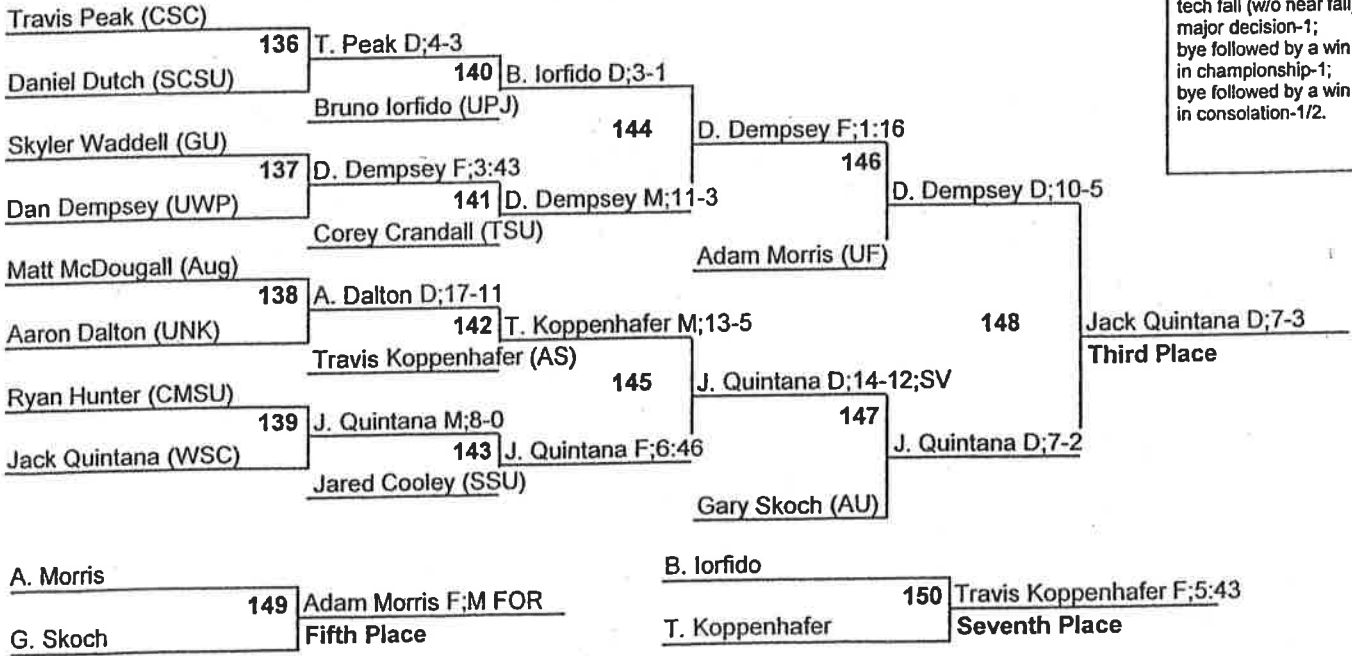 Travis Peak (CSC)
136 T. Peak D;4-3
Daniel Dutch (SCSU)
140 B. Iorfido D;3-1
Bruno Iorfido (UPJ)
Skyler Waddell (GU)
144 D. Dempsey F;1:16
137 D. Dempsey F;3:43
Dan Dempsey (UWP)
141 D. Dempsey M;11-3
Corey Crandall (TSU)
146 D. Dempsey D;10-5
Adam Morris (UF)
Matt McDougall (Aug)
138 A. Dalton D;17-11
Aaron Dalton (UNK)
142 T. Koppenhafer M;13-5
Travis Koppenhafer (AS)
148 Jack Quintana D;7-3
Third Place
Ryan Hunter (CMSU)
145 J. Quintana D;14-12;SV
139 J. Quintana M;8-0
Jack Quintana (WSC)
143 J. Quintana F;6:46
Jared Cooley (SSU)
147 J. Quintana D;7-2
Gary Skoch (AU)
A. Morris
149 Adam Morris F;M FOR
G. Skoch
Fifth Place
B. Iorfido
150 Travis Koppenhafer F;5:43
T. Koppenhafer
Seventh Place
tech fall (w/o near fall)
major decision-1;
bye followed by a win
in championship-1;
bye followed by a win
in consolation-1/2.